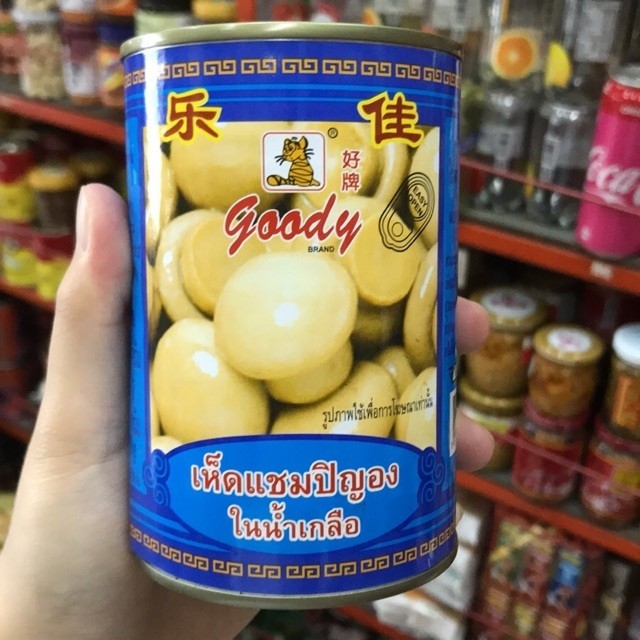 乐 佳
®
好牌
goody
BRAND
EASY OPEN
รูปภาพใช้เพื่อการโฆษณาเท่านั้น
เห็ดแชมปิญอง
ในน้ำเกลือ
Coca